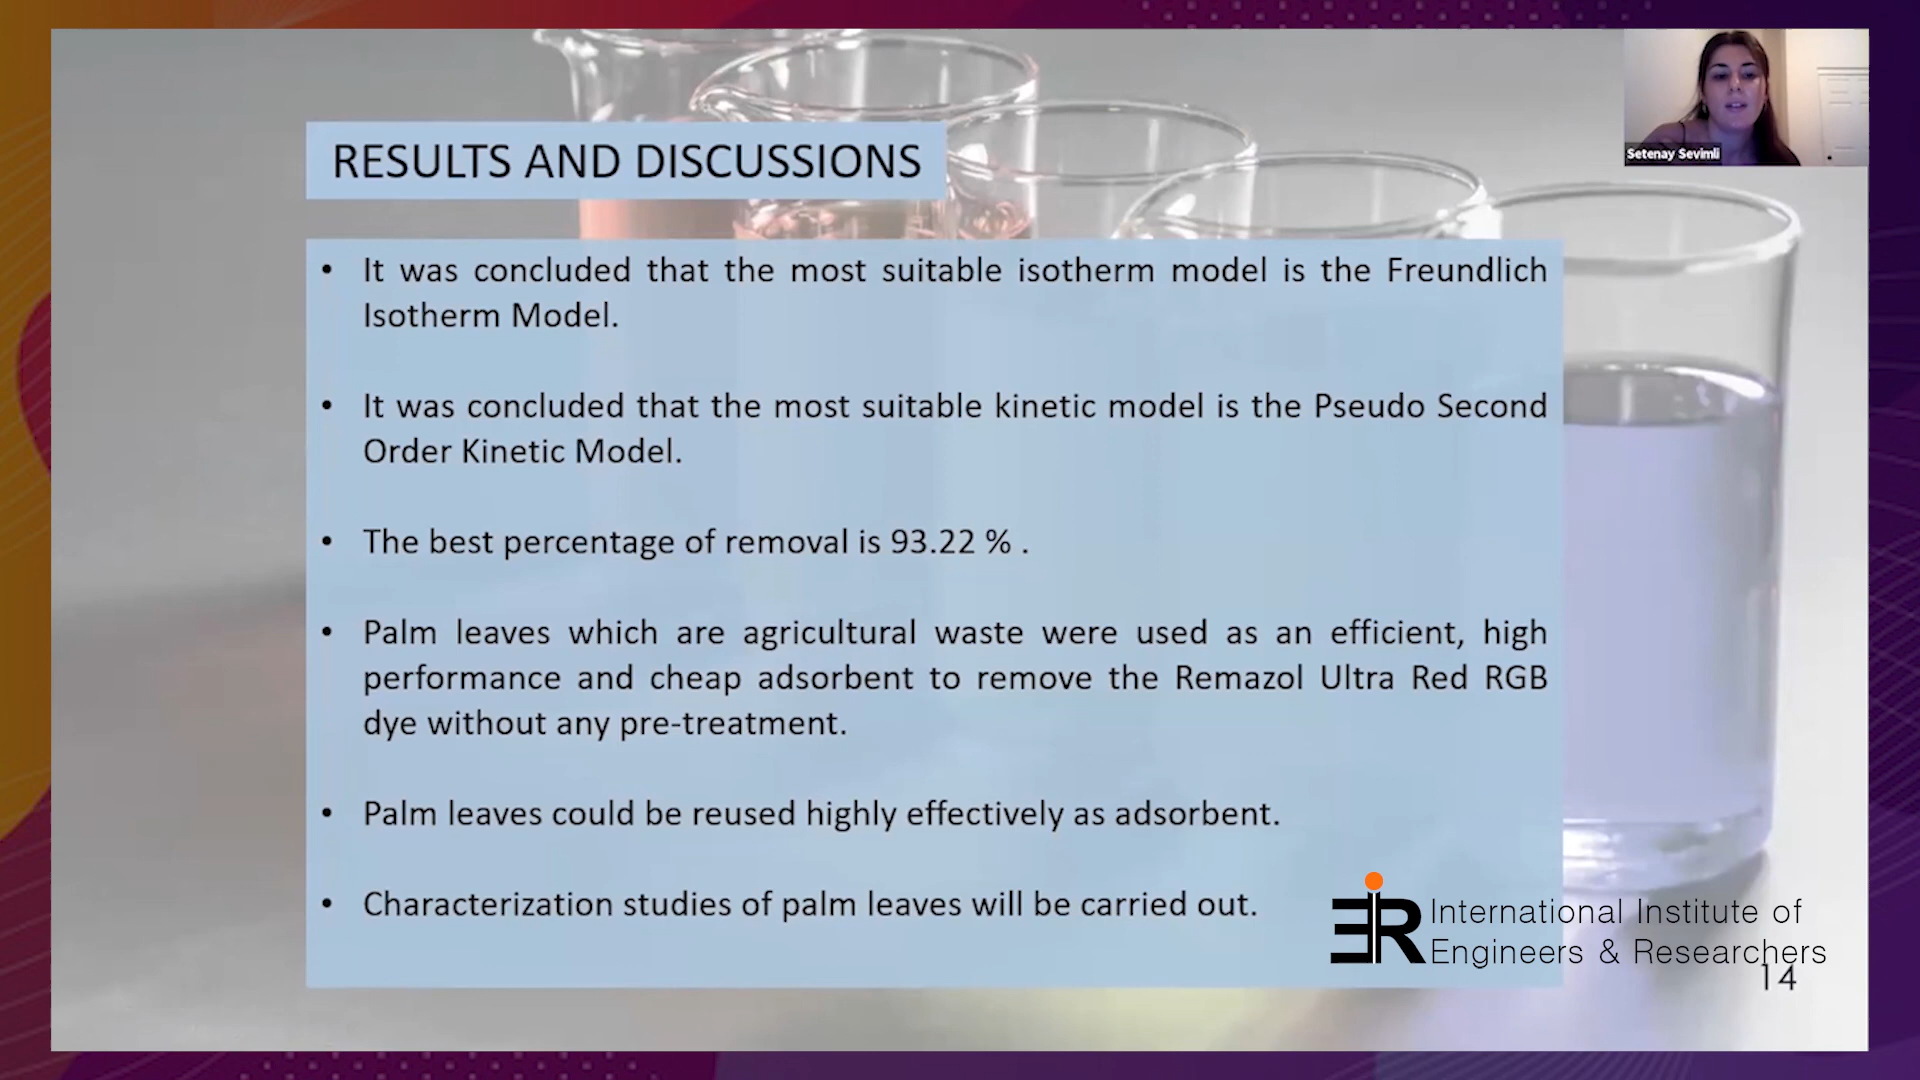 Setenay Sevimli
RESULTS AND DISCUSSIONS
• It was concluded that the most suitable isotherm model is the Freundlich
Isotherm Model.
• It was concluded that the most suitable kinetic model is the Pseudo Second
Order Kinetic Model.
• The best percentage of removal is 93.22 % .
• Palm leaves which are agricultural waste were used as an efficient, high
performance and cheap adsorbent to remove the Remazol Ultra Red RGB
dye without any pre-treatment.
• Palm leaves could be reused highly effectively as adsorbent.
• Characterization studies of palm leaves will be carried out.
International Institute of
Engineers & Researchers
14